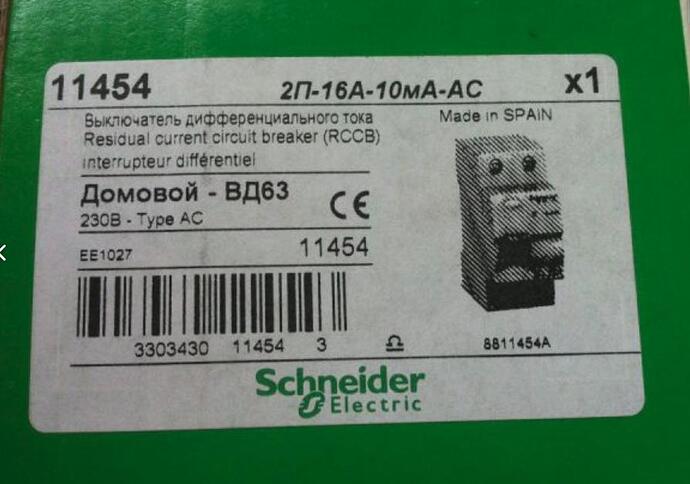 11454 2П-16А-10мА-АС x1
Выключатель дифференциального тока
Made in SPAIN
Residual current circuit breaker (RCCB)
interrupteur différentiel
Домовой - ВД63
230В - Type AC
CE
EE1027 11454
3303430 11454 3
8811454A
Schneider
Electric